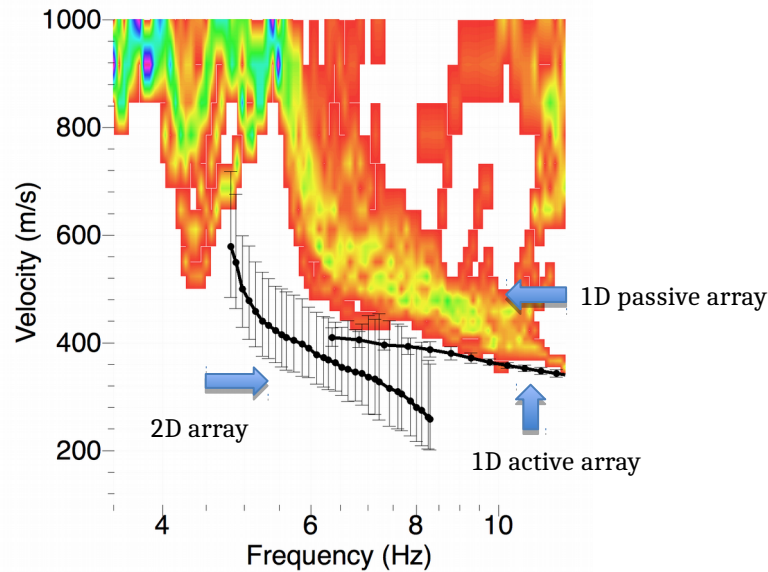 1000
800
600
400
200
Velocity (m/s)
4
6
8
10
Frequency (Hz)
1D passive array
2D array
1D active array